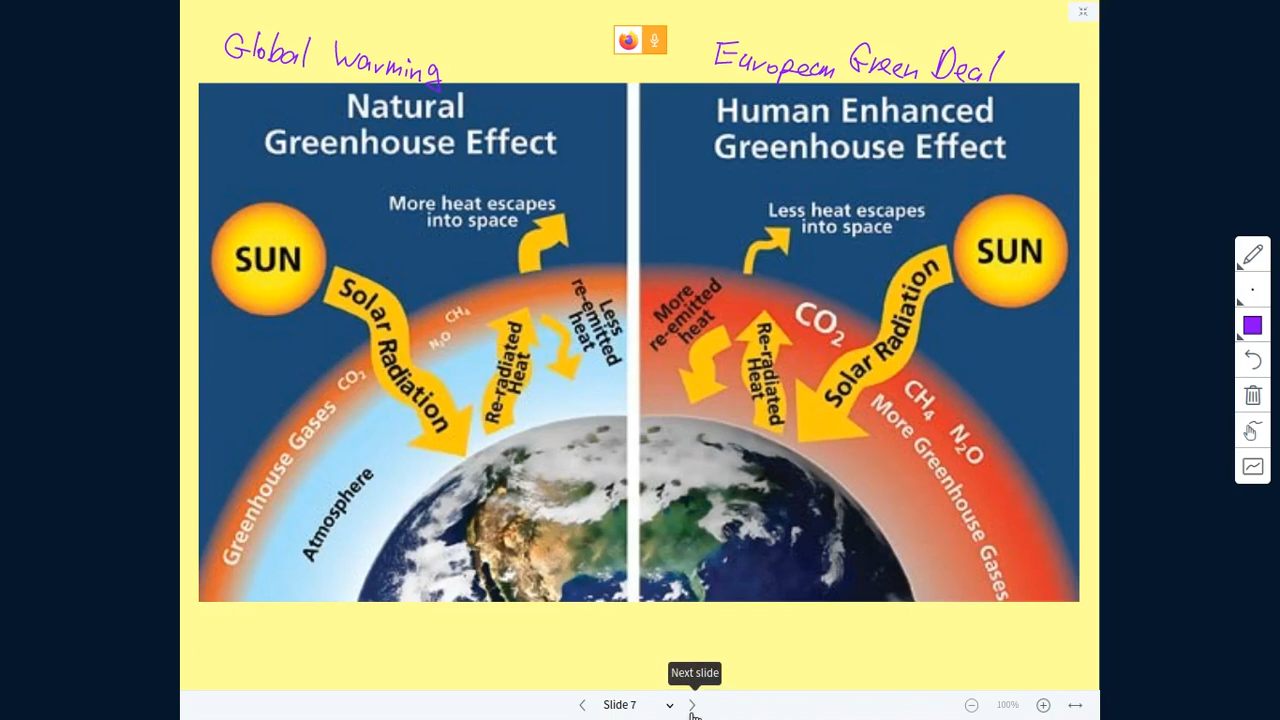 Global Warming
European Green Deal
Natural
Greenhouse Effect
More heat escapes
into space
SUN
Solar Radiation
CH4
N2O
CO2
Re-radiated
Heat
Less
re-emitted
heat
Greenhouse Gases
Atmosphere
Human Enhanced
Greenhouse Effect
Less heat escapes
into space
SUN
More
re-emitted
heat
Re-radiated
Heat
CO2
Solar Radiation
CH4
N2O
More Greenhouse Gases
Next slide
Slide 7
100%